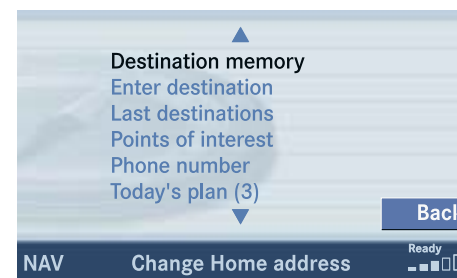 Destination memory
Enter destination
Last destinations
Points of interest
Phone number
Today's plan (3)
Back
NAV Change Home address Ready